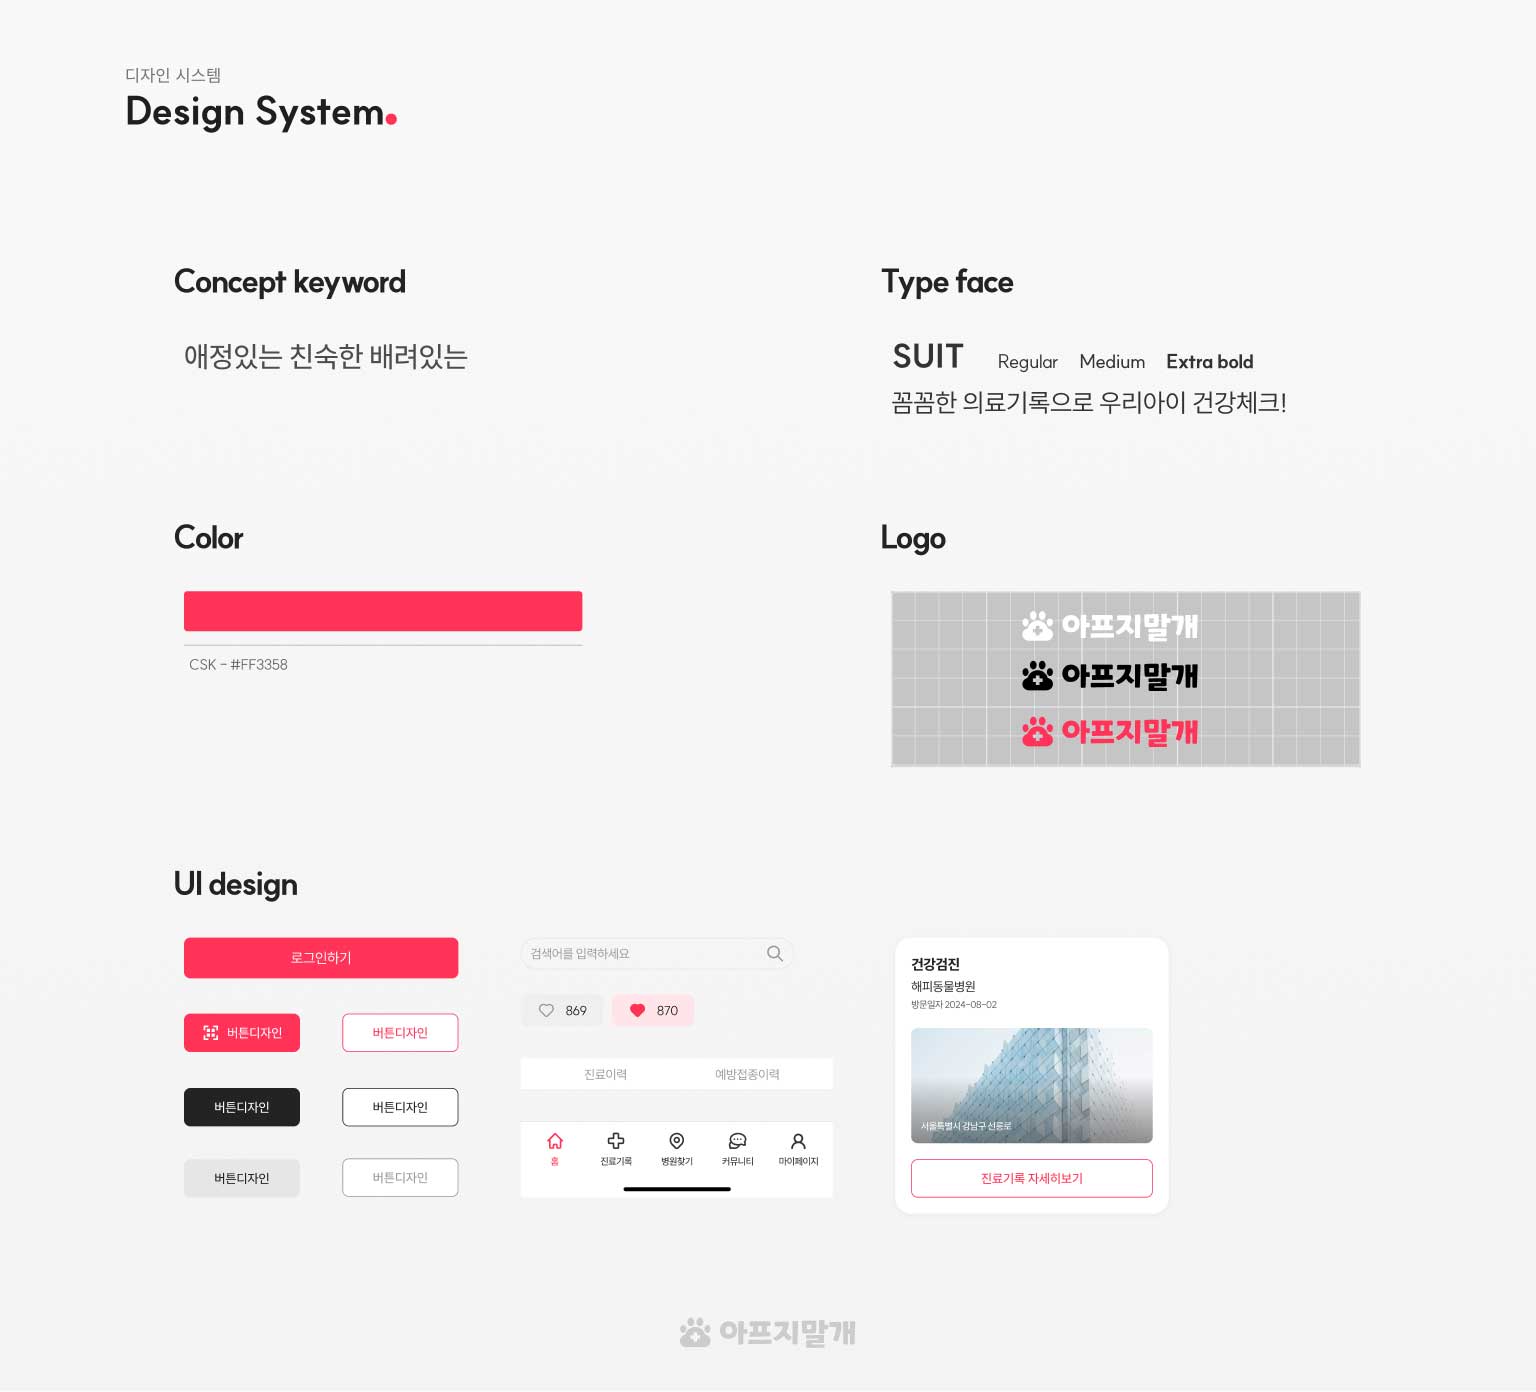 디자인 시스템
Design System.
Concept keyword
애정있는 친숙한 배려있는
Type face
SUIT Regular Medium Extra bold
꼼꼼한 의료기록으로 우리아이 건강체크!
Color
CSK - #FF3358
Logo
아프지말개
아프지말개
아프지말개
UI design
로그인하기
버튼디자인
버튼디자인
버튼디자인
버튼디자인
버튼디자인
버튼디자인
검색어를 입력하세요
869
870
진료이력
예방접종이력
홈
진료기록
병원찾기
커뮤니티
마이페이지
건강검진
해피동물병원
방문일자 2024-08-02
서울특별시 강남구 신릉로
진료기록 자세히보기
아프지말개